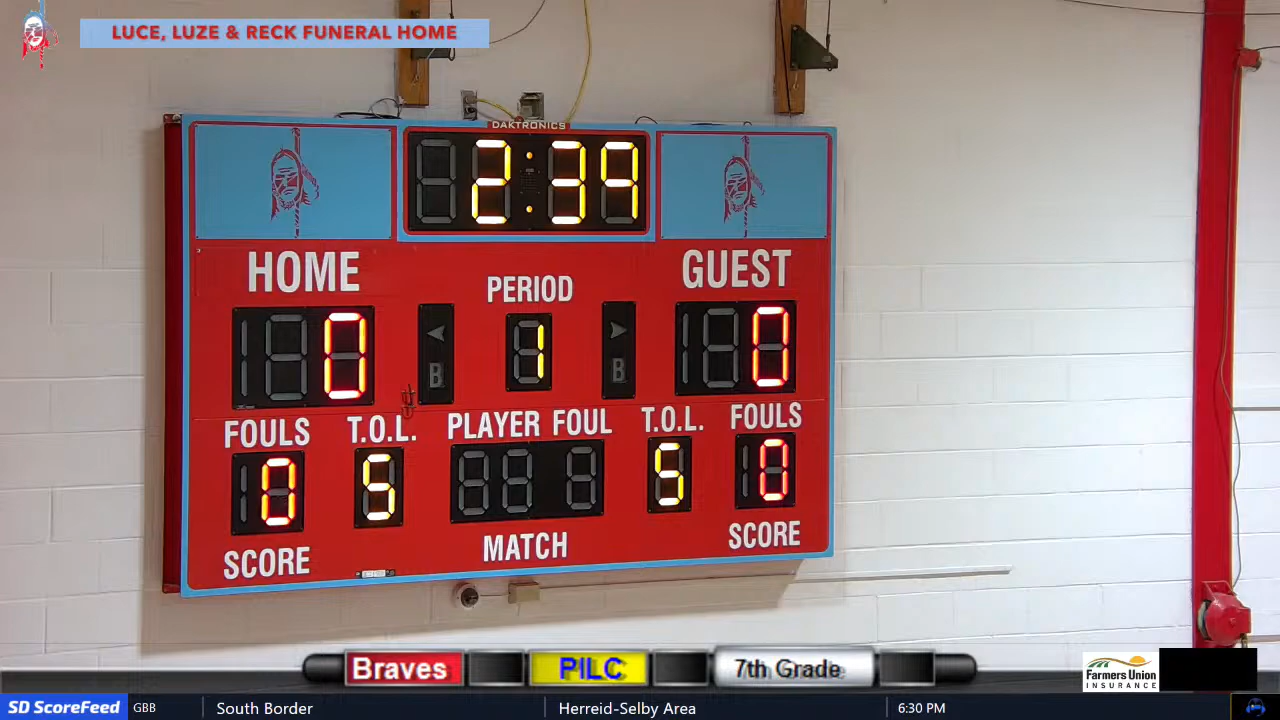 LUCE, LUZE & RECK FUNERAL HOME
DAKTRONICS
2:39
HOME
PERIOD
GUEST
0
1
0
B
B
FOULS
T.O.L.
PLAYER FOUL
T.O.L.
FOULS
0
5
5
0
SCORE
MATCH
SCORE
Braves
PILC
7th Grade
Farmers Union
INSURANCE
SD ScoreFeed
GBB
South Border
Herreid-Selby Area
6:30 PM